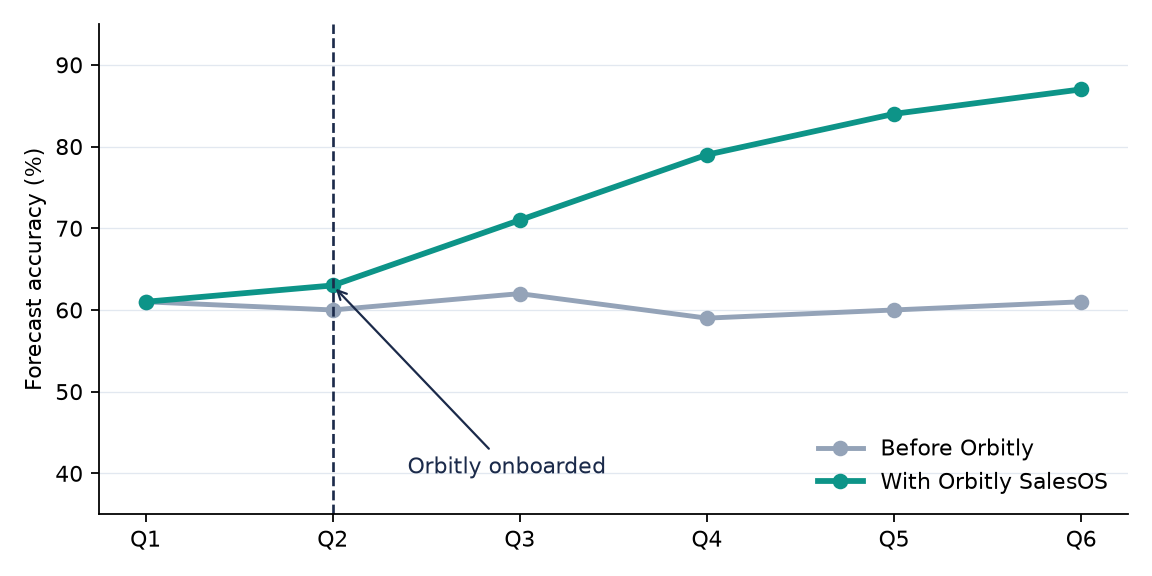 Forecast accuracy (%)
90
80
70
60
50
40
Orbitly onboarded
Before Orbitly
With Orbitly SalesOS
Q1 Q2 Q3 Q4 Q5 Q6